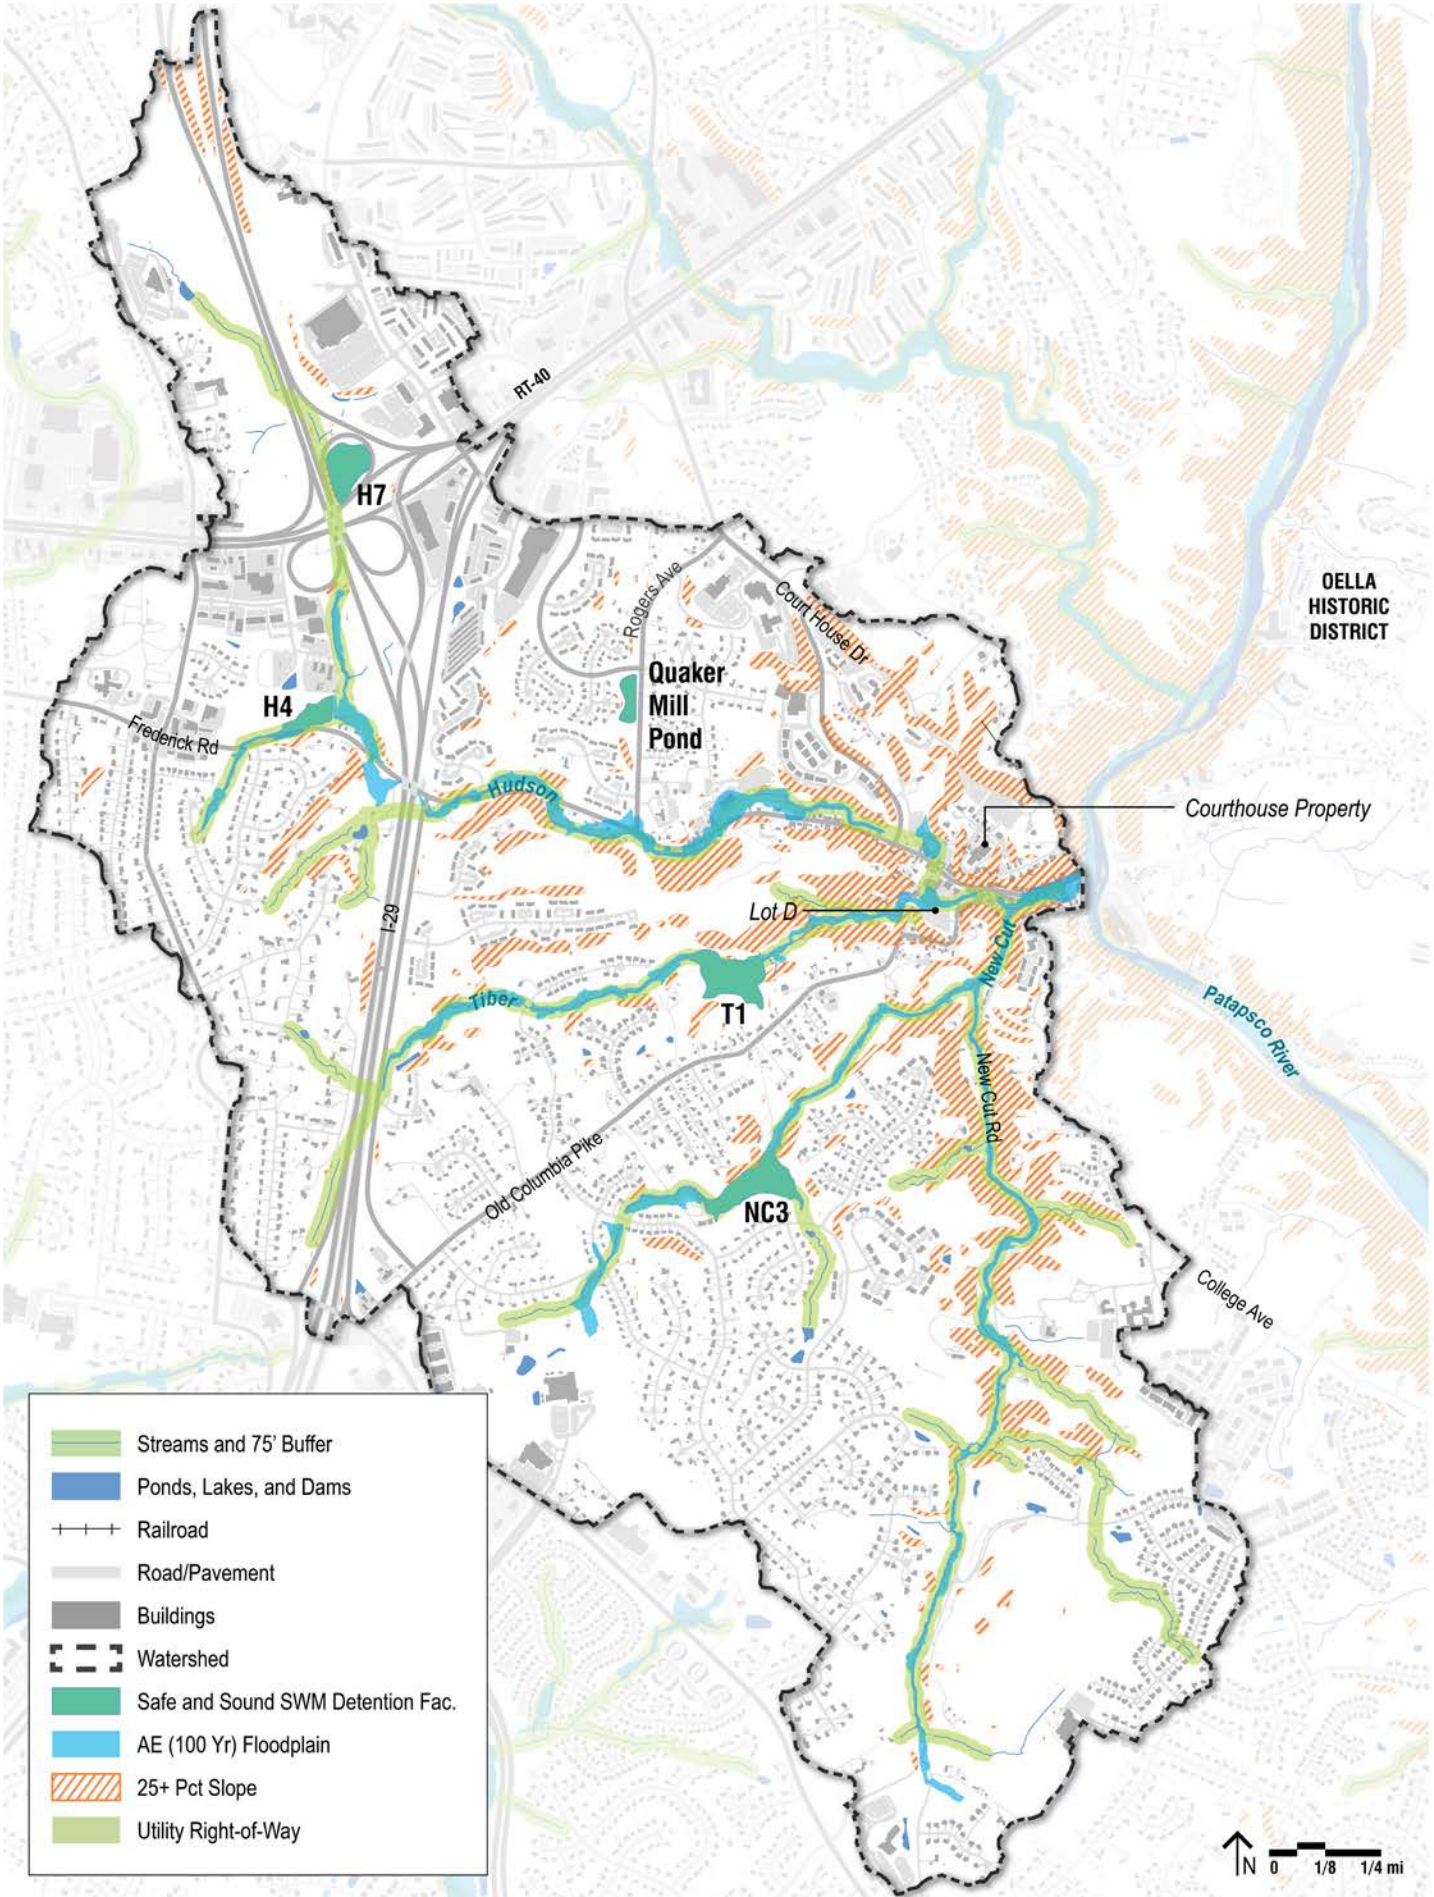 RT-40
H7
OELLA
HISTORIC
DISTRICT
Rogers Ave
Court House Dr
Quaker
Mill
Pond
H4
Frederick Rd
Hudson
Courthouse Property
I-29
Lot D
New Cut
Tiber
T1
Patapsco River
New Cut Rd
Old Columbia Pike
NC3
College Ave
Streams and 75' Buffer
Ponds, Lakes, and Dams
Railroad
Road/Pavement
Buildings
Watershed
Safe and Sound SWM Detention Fac.
AE (100 Yr) Floodplain
25+ Pct Slope
Utility Right-of-Way
N 0 1/8 1/4 mi